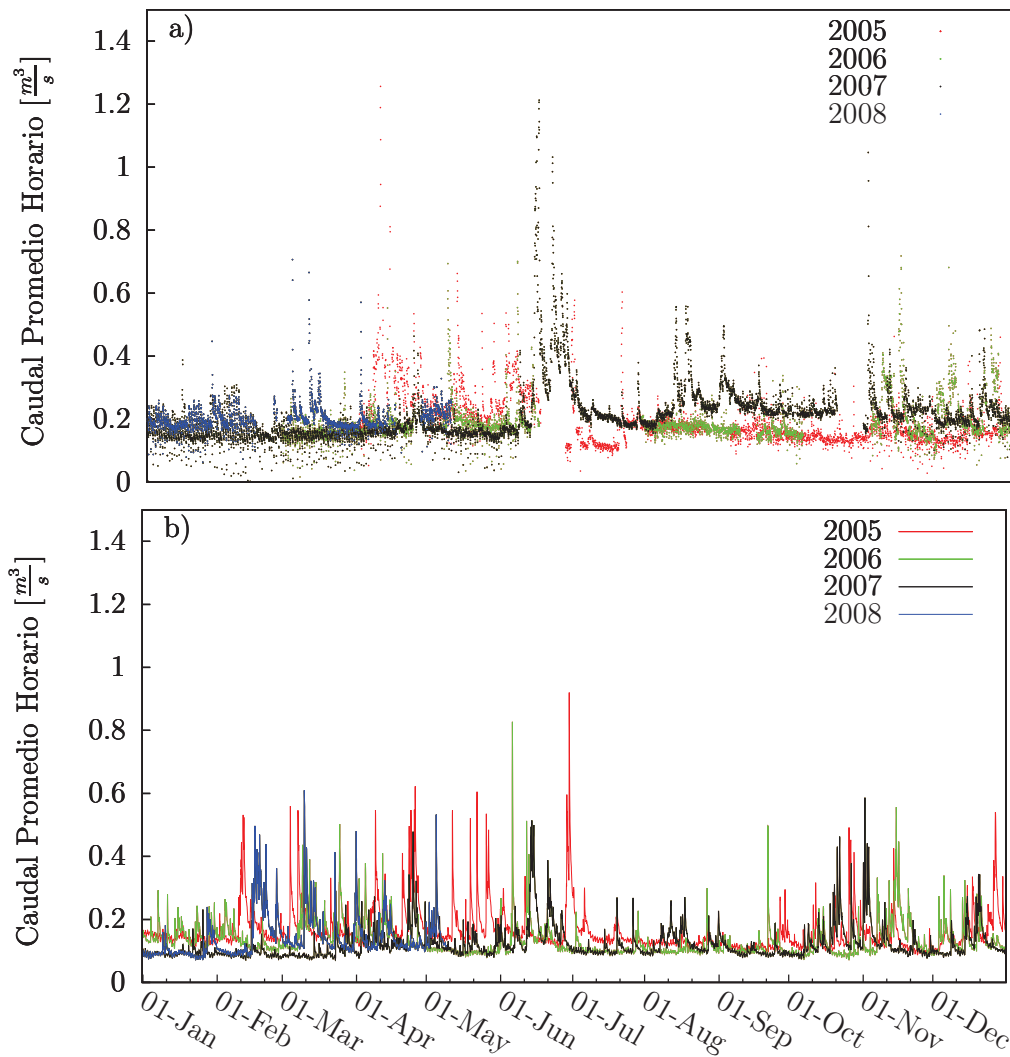 a)
2005
2006
2007
2008
Caudal Promedio Horario [m³/s]
1.4
1.2
1
0.8
0.6
0.4
0.2
0
b)
2005
2006
2007
2008
Caudal Promedio Horario [m³/s]
1.4
1.2
1
0.8
0.6
0.4
0.2
0
01-Jan
01-Feb
01-Mar
01-Apr
01-May
01-Jun
01-Jul
01-Aug
01-Sep
01-Oct
01-Nov
01-Dec